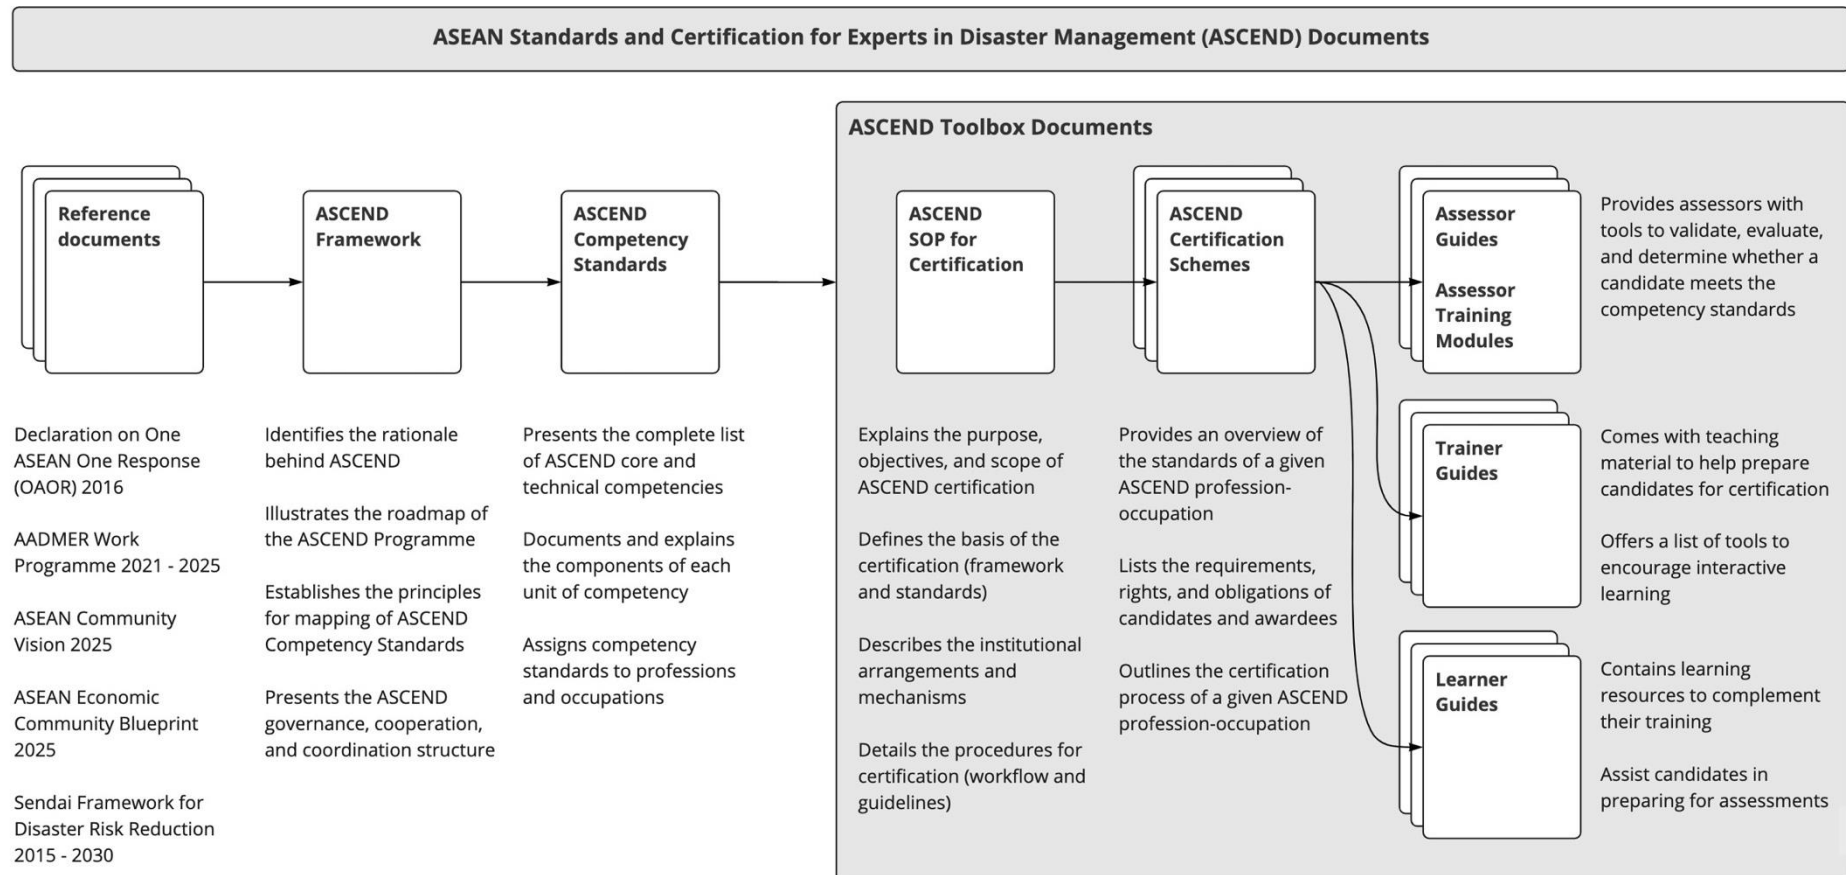 ASEAN Standards and Certification for Experts in Disaster Management (ASCEND) Documents
Reference
documents
Declaration on One
ASEAN One Response
(OAOR) 2016
AADMER Work
Programme 2021 - 2025
ASEAN Community
Vision 2025
ASEAN Economic
Community Blueprint
2025
Sendai Framework for
Disaster Risk Reduction
2015 - 2030
ASCEND
Framework
Identifies the rationale
behind ASCEND
Illustrates the roadmap of
the ASCEND Programme
Establishes the principles
for mapping of ASCEND
Competency Standards
Presents the ASCEND
governance, cooperation,
and coordination structure
ASCEND
Competency
Standards
Presents the complete list
of ASCEND core and
technical competencies
Documents and explains
the components of each
unit of competency
Assigns competency
standards to professions
and occupations
ASCEND Toolbox Documents
ASCEND
SOP for
Certification
Explains the purpose,
objectives, and scope of
ASCEND certification
Defines the basis of the
certification (framework
and standards)
Describes the institutional
arrangements and
mechanisms
Details the procedures for
certification (workflow and
guidelines)
ASCEND
Certification
Schemes
Provides an overview of
the standards of a given
ASCEND profession-
occupation
Lists the requirements,
rights, and obligations of
candidates and awardees
Outlines the certification
process of a given ASCEND
profession-occupation
Assessor
Guides
Assessor
Training
Modules
Provides assessors with
tools to validate, evaluate,
and determine whether a
candidate meets the
competency standards
Trainer
Guides
Comes with teaching
material to help prepare
candidates for certification
Offers a list of tools to
encourage interactive
learning
Learner
Guides
Contains learning
resources to complement
their training
Assist candidates in
preparing for assessments